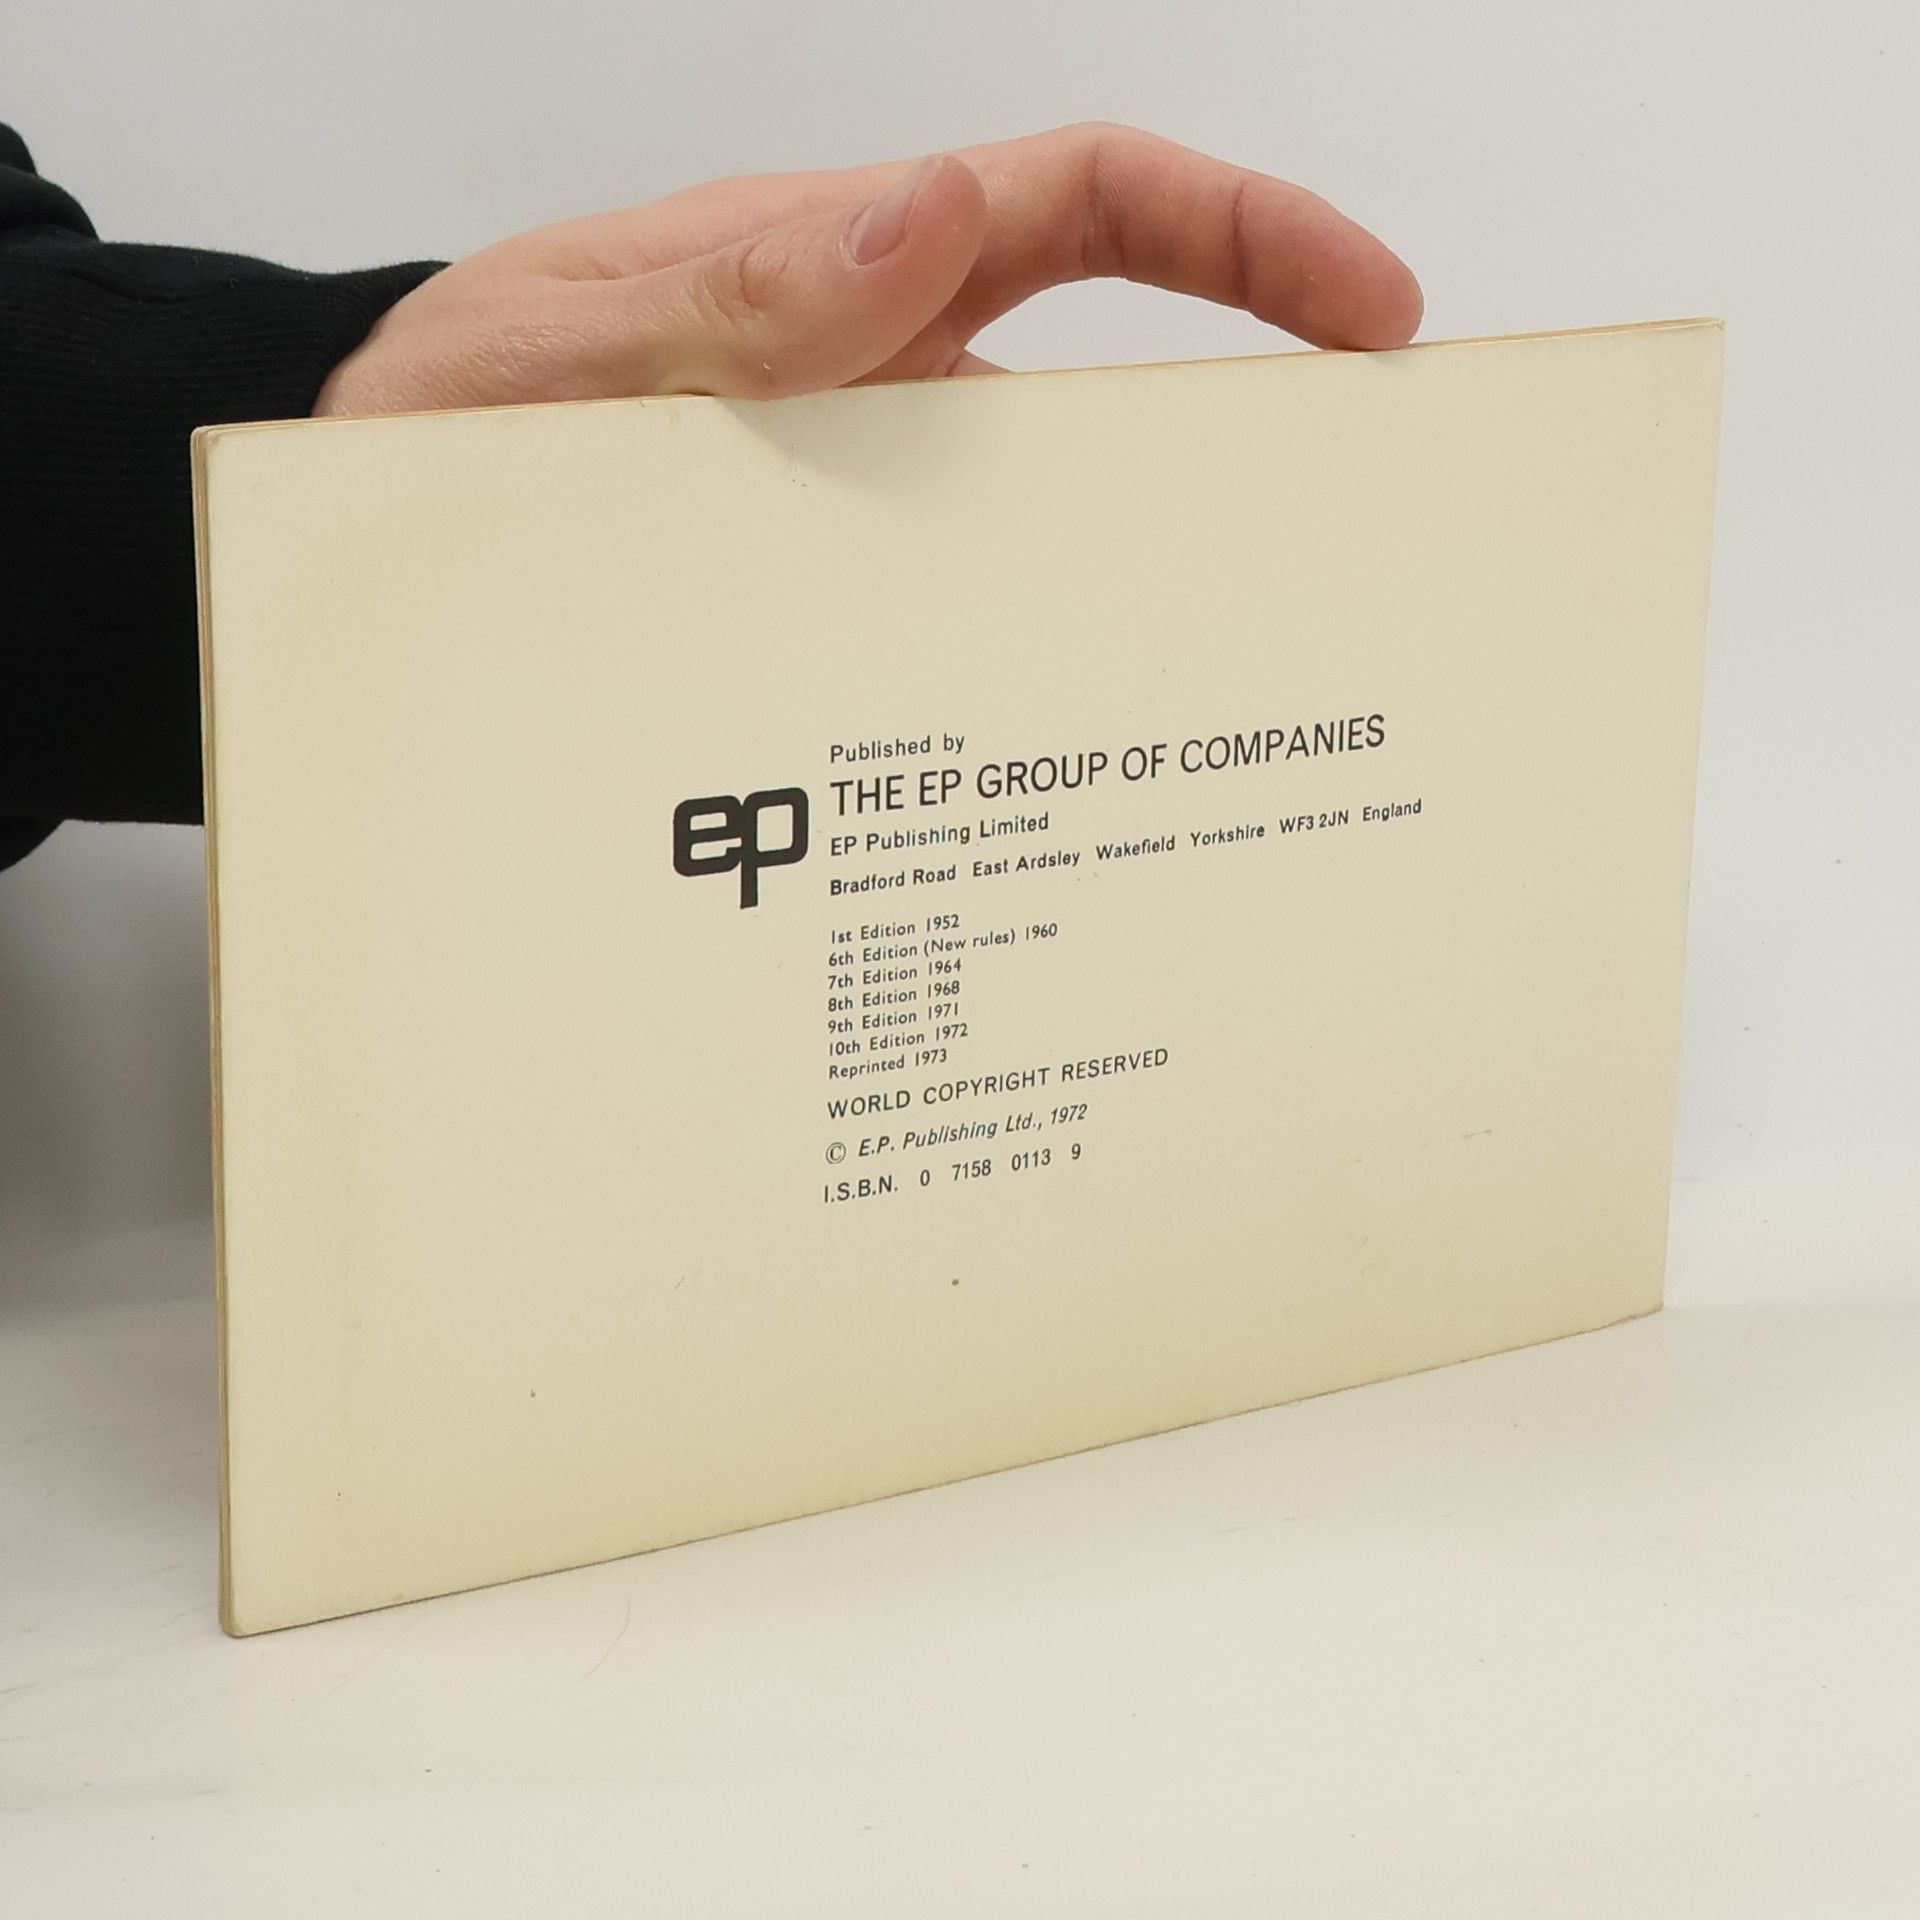 Published by
THE EP GROUP OF COMPANIES
ep
EP Publishing Limited
Bradford Road East Ardsley Wakefield Yorkshire WF3 2JN England
1st Edition 1952
6th Edition (New rules) 1960
7th Edition 1964
8th Edition 1968
9th Edition 1971
10th Edition 1972
Reprinted 1973
WORLD COPYRIGHT RESERVED
© E.P. Publishing Ltd., 1972
I.S.B.N. 0 7158 0113 9